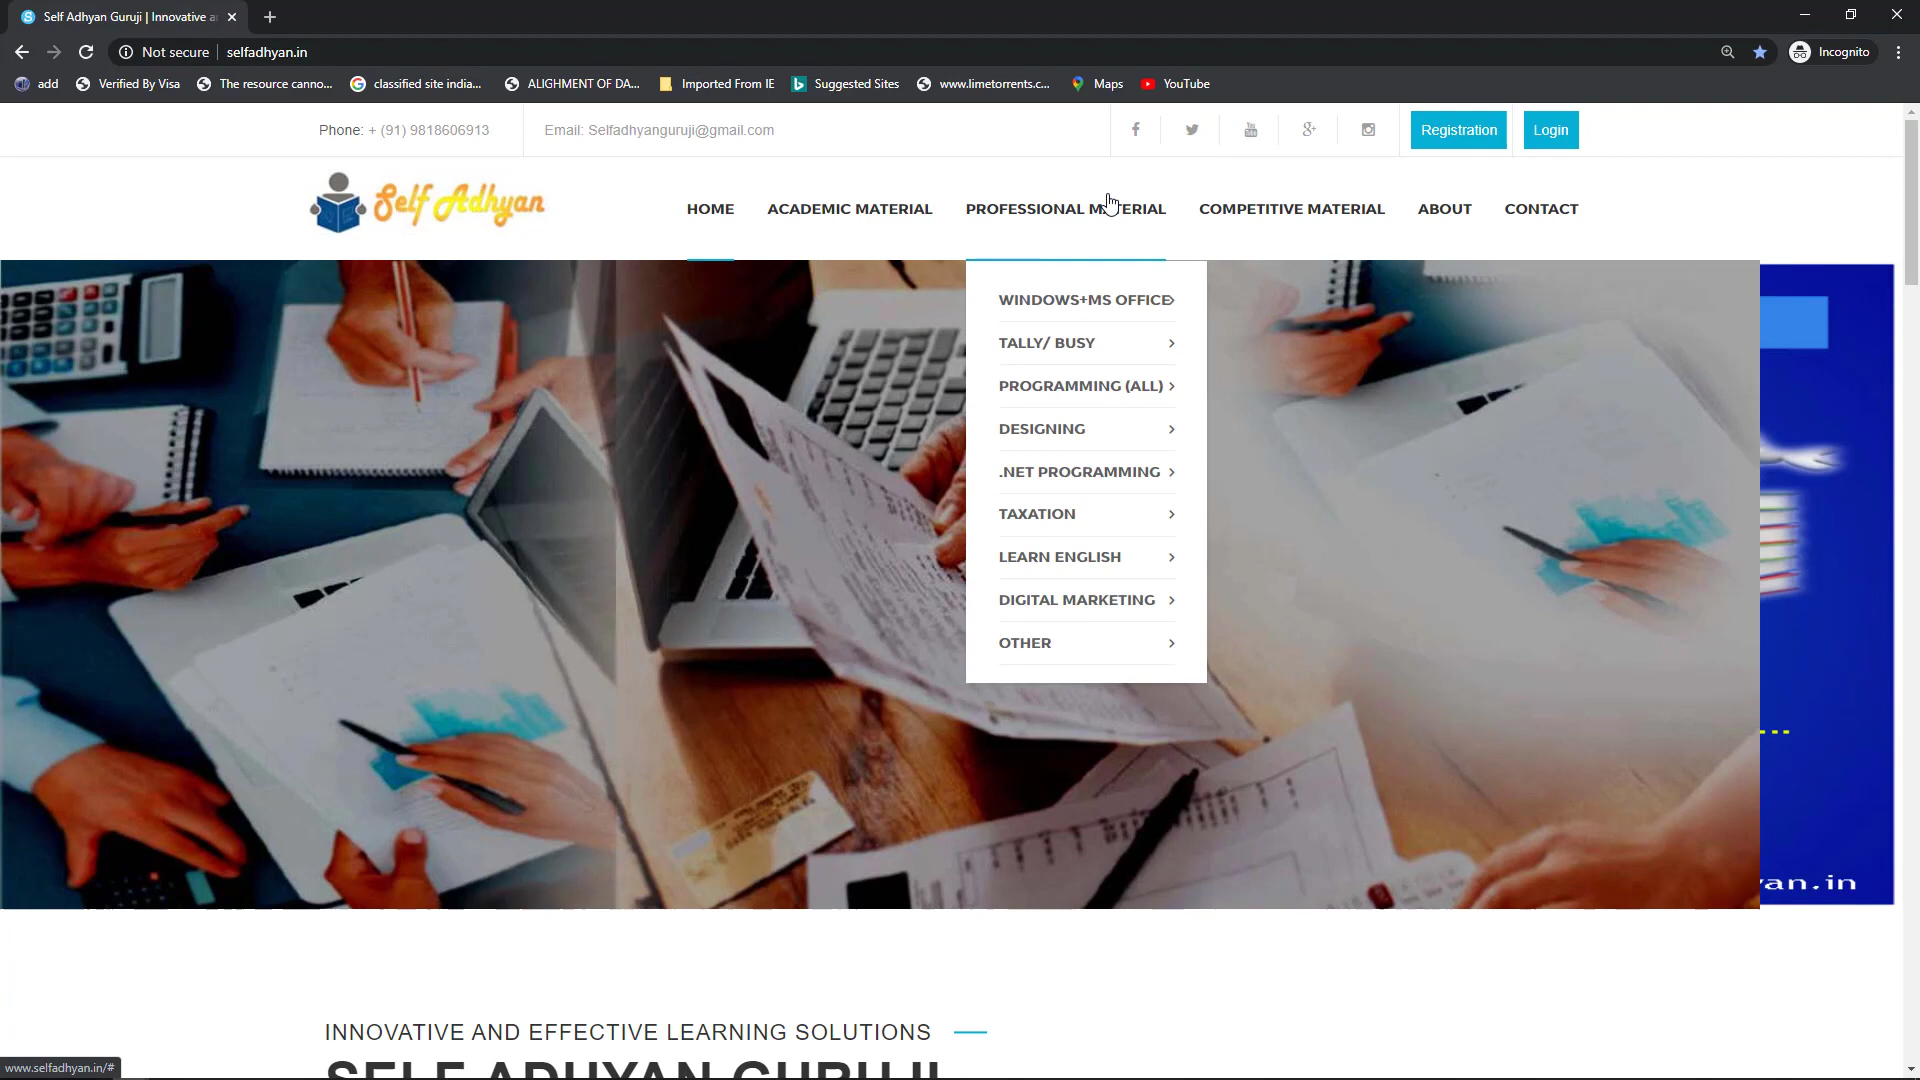 Self Adhyan Guruji | Innovative a
Not secure
selfadhyan.in
Incognito
add
Verified By Visa
The resource canno...
classified site india...
ALIGHMENT OF DA...
Imported From IE
Suggested Sites
www.limetorrents.c...
Maps
YouTube
Phone: + (91) 9818606913
Email: Selfadhyanguruji@gmail.com
Registration
Login
Self Adhyan
HOME
ACADEMIC MATERIAL
PROFESSIONAL MATERIAL
COMPETITIVE MATERIAL
ABOUT
CONTACT
WINDOWS+MS OFFICE
TALLY/ BUSY
PROGRAMMING (ALL)
DESIGNING
.NET PROGRAMMING
TAXATION
LEARN ENGLISH
DIGITAL MARKETING
OTHER
an.in
INNOVATIVE AND EFFECTIVE LEARNING SOLUTIONS
SELF ADHYAN GURUJI
www.selfadhyan.in/#